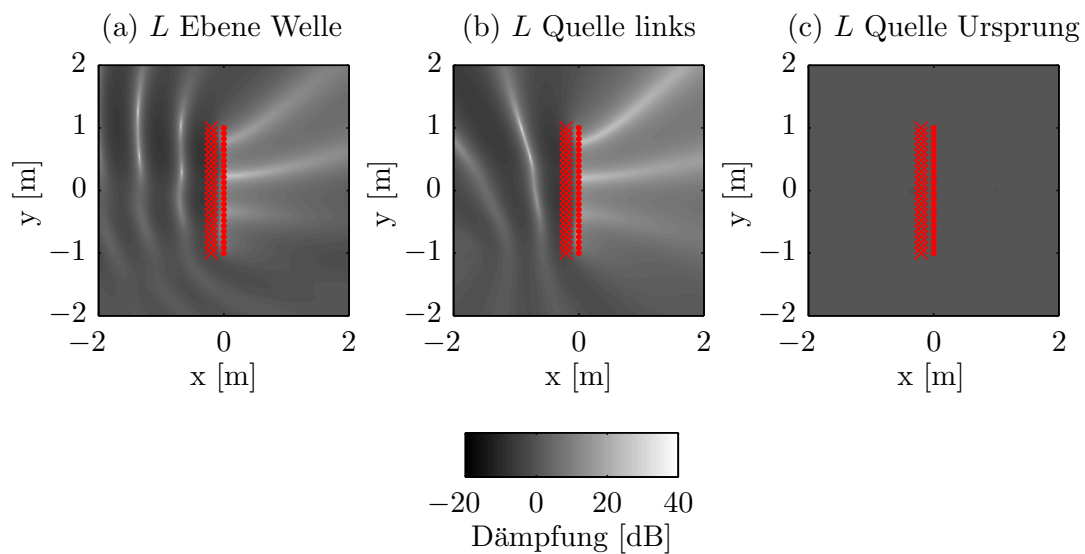 (a) L Ebene Welle
(b) L Quelle links
(c) L Quelle Ursprung
2
1
0
−1
−2
y [m]
−2 0 2
x [m]
2
1
0
−1
−2
y [m]
−2 0 2
x [m]
2
1
0
−1
−2
y [m]
−2 0 2
x [m]
−20 0 20 40
Dämpfung [dB]